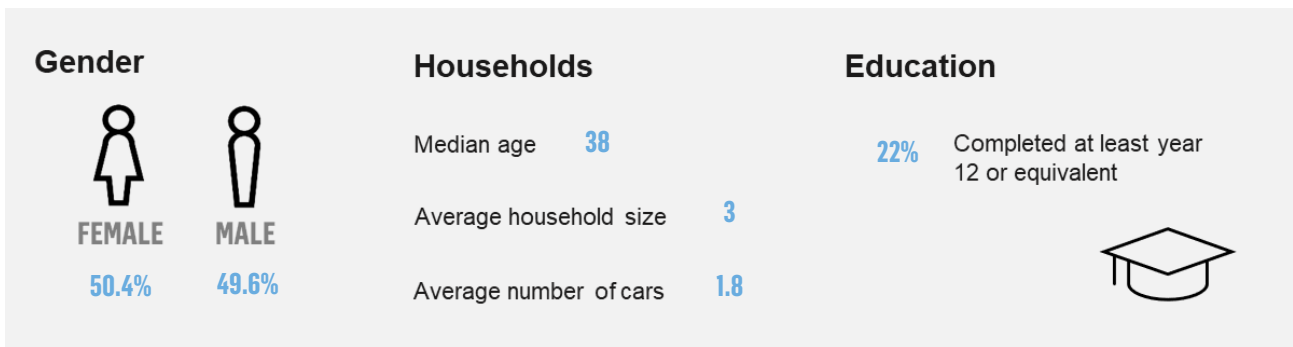 Gender
FEMALE
MALE
50.4%
49.6%
Households
Median age 38
Average household size 3
Average number of cars 1.8
Education
22% Completed at least year
12 or equivalent